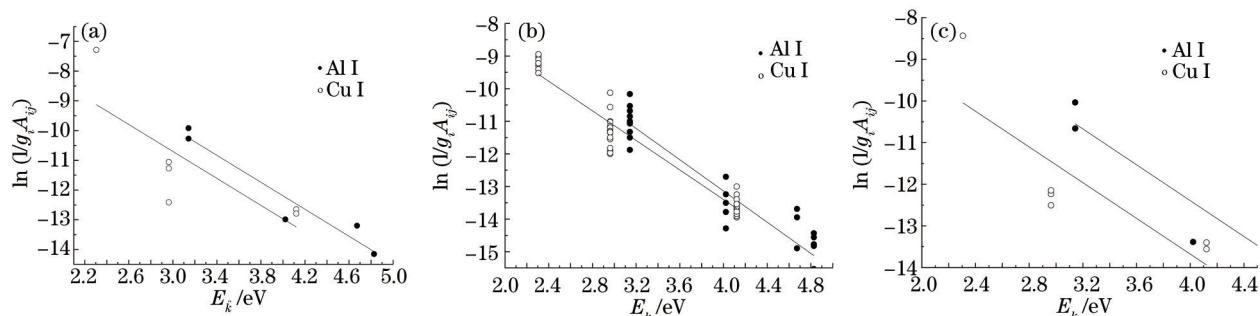 (a)
Al I
Cu I
ln (l/g_i A_ij)
−7
−8
−9
−10
−11
−12
−13
−14
2.4 3.0 3.6 4.2 4.8 5.0
E_k /eV
(b)
Al I
Cu I
ln (l/g_i A_ij)
−8
−9
−10
−11
−12
−13
−14
−15
2.0 2.4 2.8 3.2 3.6 4.0 4.4 4.8
E_k /eV
(c)
Al I
Cu I
ln (l/g_i A_ij)
−8
−9
−10
−11
−12
−13
−14
2.0 2.4 2.8 3.2 3.6 4.0 4.4
E_k /eV